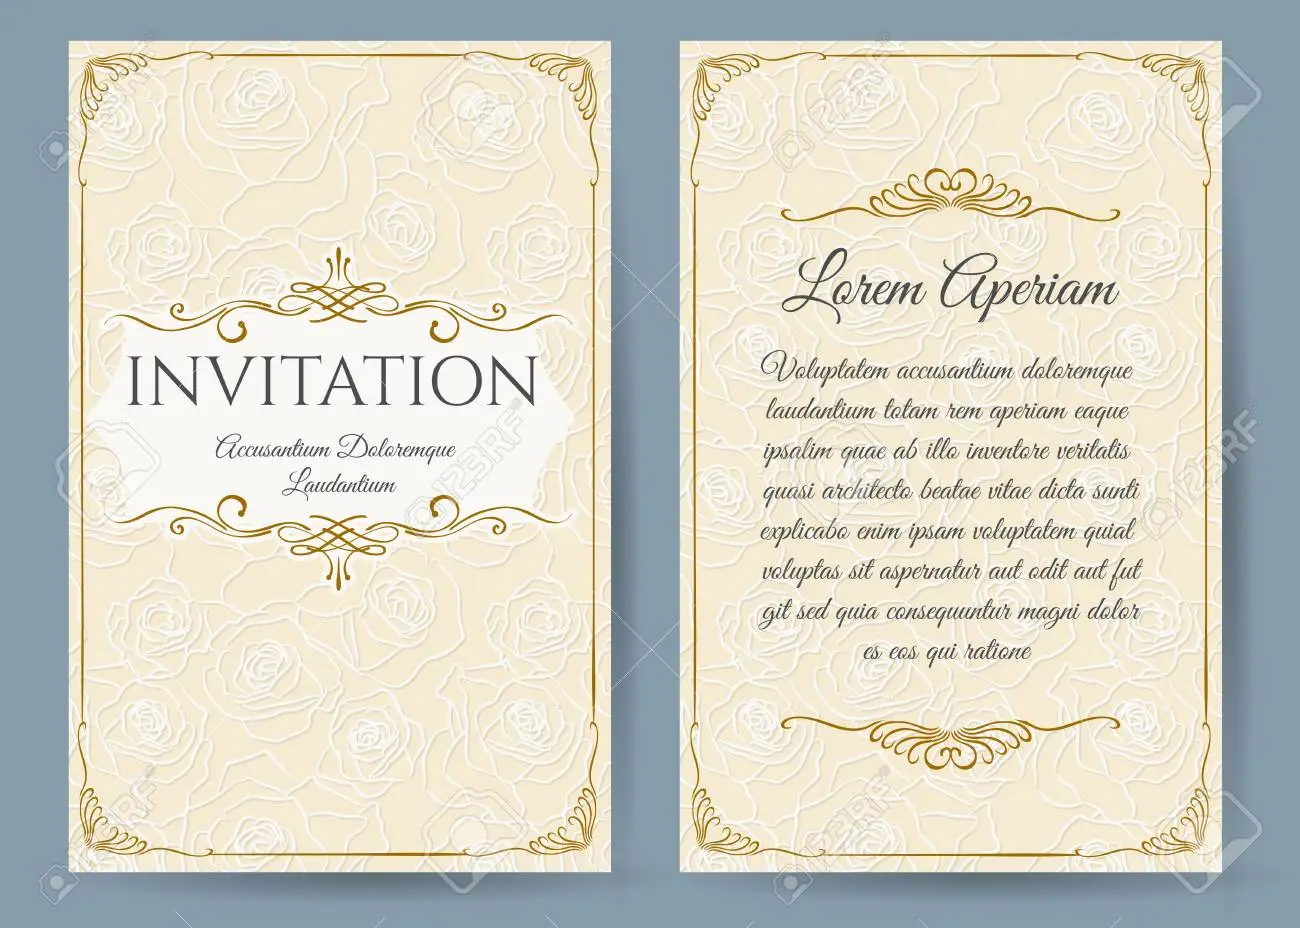 INVITATION
Accusantium Doloremque
Laudantium
Lorem Aperiam
Voluptatem accusantium doloremque
laudantium totam rem aperiam eaque
ipsalim quae ab illo inventore veritatis
quasi architecto beatae vitae dicta sunti
explicabo enim ipsam voluptatem quial
voluptas sit aspernatur aut odit aut fut
git sed quia consequuntur magni dolor
es eos qui ratione
123RF